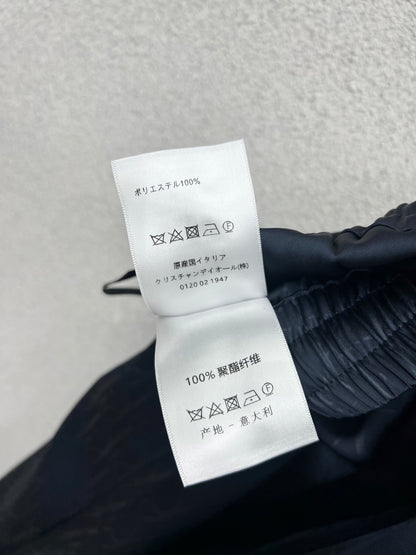 ポリエステル100%
原産国イタリア
クリスチャンディオール(株)
0120 02 1947
100% 聚酯纤维
产地 - 意大利